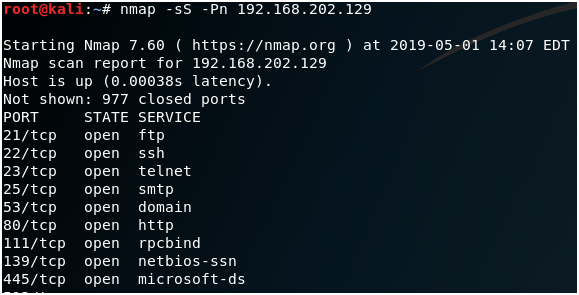 root@kali:~# nmap -sS -Pn 192.168.202.129
Starting Nmap 7.60 ( https://nmap.org ) at 2019-05-01 14:07 EDT
Nmap scan report for 192.168.202.129
Host is up (0.00038s latency).
Not shown: 977 closed ports
PORT     STATE SERVICE
21/tcp   open  ftp
22/tcp   open  ssh
23/tcp   open  telnet
25/tcp   open  smtp
53/tcp   open  domain
80/tcp   open  http
111/tcp  open  rpcbind
139/tcp  open  netbios-ssn
445/tcp  open  microsoft-ds